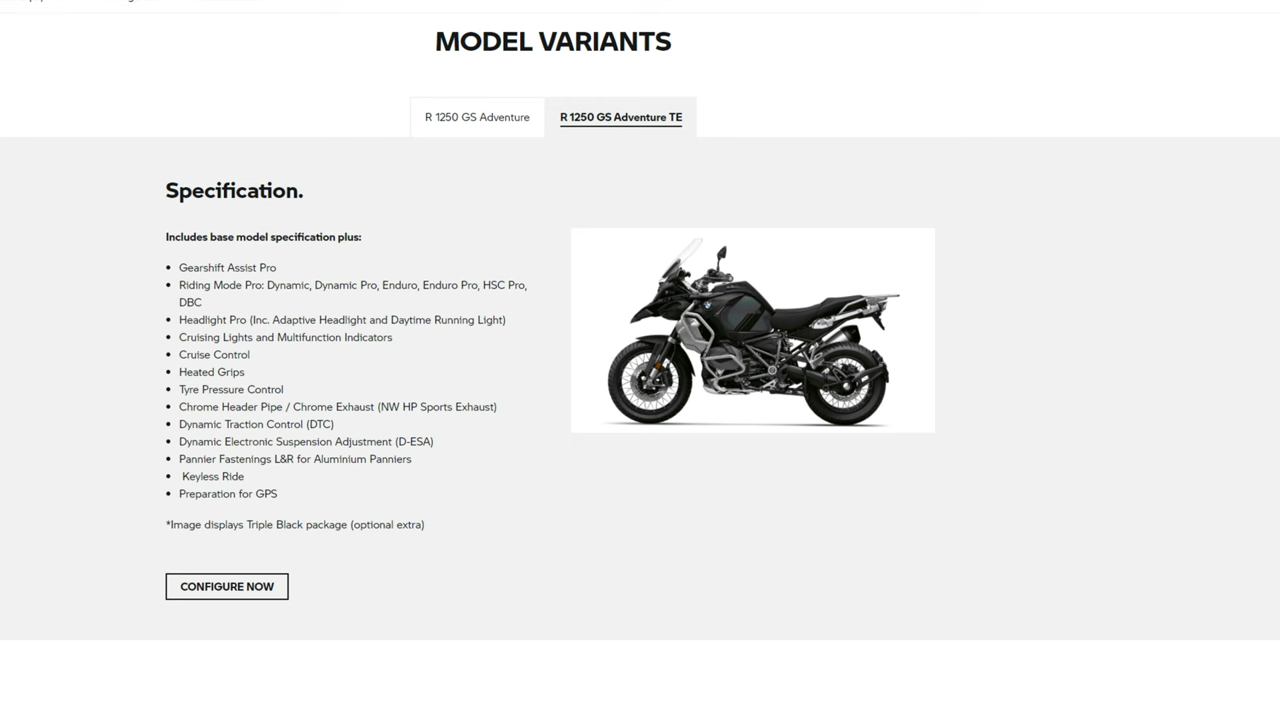 MODEL VARIANTS
R 1250 GS Adventure
R 1250 GS Adventure TE
Specification.
Includes base model specification plus:
• Gearshift Assist Pro
• Riding Mode Pro: Dynamic, Dynamic Pro, Enduro, Enduro Pro, HSC Pro,
DBC
• Headlight Pro (Inc. Adaptive Headlight and Daytime Running Light)
• Cruising Lights and Multifunction Indicators
• Cruise Control
• Heated Grips
• Tyre Pressure Control
• Chrome Header Pipe / Chrome Exhaust (NW HP Sports Exhaust)
• Dynamic Traction Control (DTC)
• Dynamic Electronic Suspension Adjustment (D-ESA)
• Pannier Fastenings L&R for Aluminium Panniers
• Keyless Ride
• Preparation for GPS
*Image displays Triple Black package (optional extra)
CONFIGURE NOW